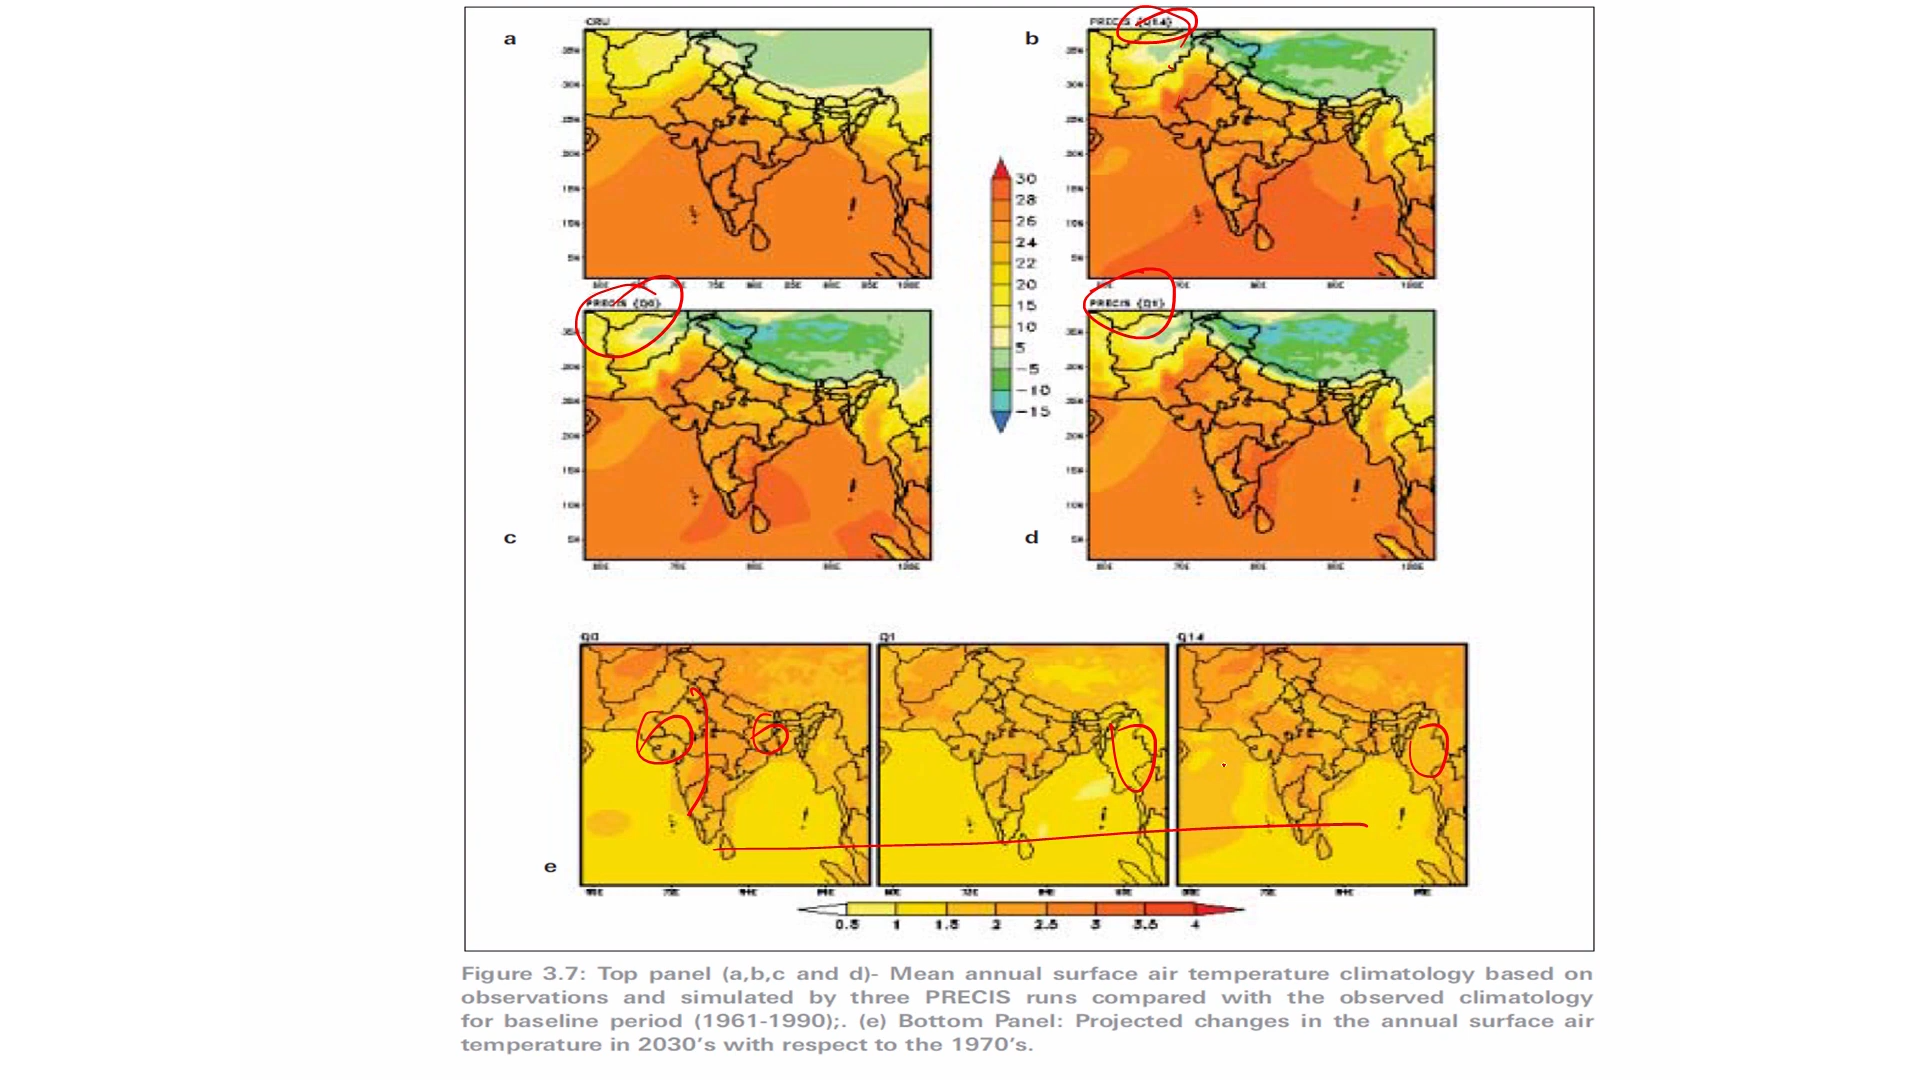 CRU
a
PRECIS (Q14)
b
30
28
26
24
22
20
15
10
5
-5
-10
-15
PRECIS (Q0)
c
PRECIS (Q1)
d
Q0
Q1
Q14
e
0.5 1 1.5 2 2.5 3 3.5 4
Figure 3.7: Top panel (a,b,c and d)- Mean annual surface air temperature climatology based on
observations and simulated by three PRECIS runs compared with the observed climatology
for baseline period (1961-1990);. (e) Bottom Panel: Projected changes in the annual surface air
temperature in 2030's with respect to the 1970's.